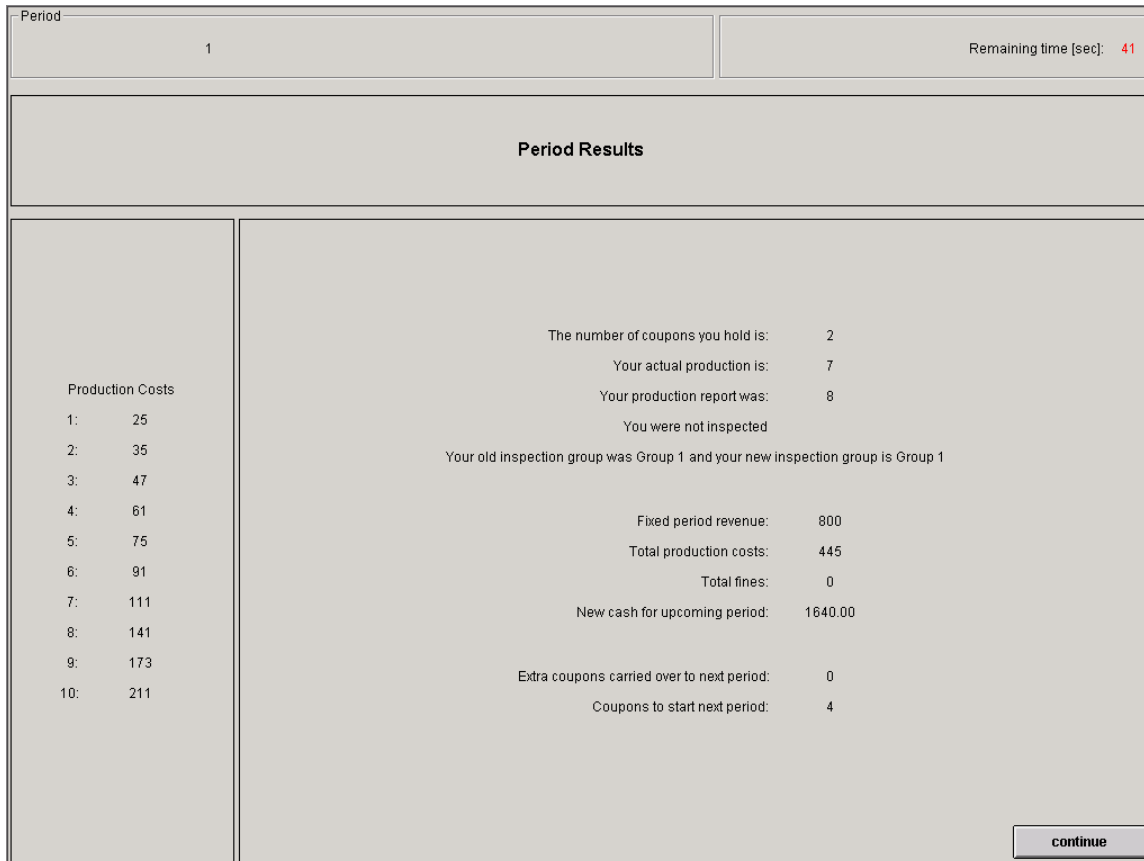 Period
1
Remaining time [sec]: 41
Period Results
Production Costs
1: 25
2: 35
3: 47
4: 61
5: 75
6: 91
7: 111
8: 141
9: 173
10: 211
The number of coupons you hold is: 2
Your actual production is: 7
Your production report was: 8
You were not inspected
Your old inspection group was Group 1 and your new inspection group is Group 1
Fixed period revenue: 800
Total production costs: 445
Total fines: 0
New cash for upcoming period: 1640.00
Extra coupons carried over to next period: 0
Coupons to start next period: 4
continue